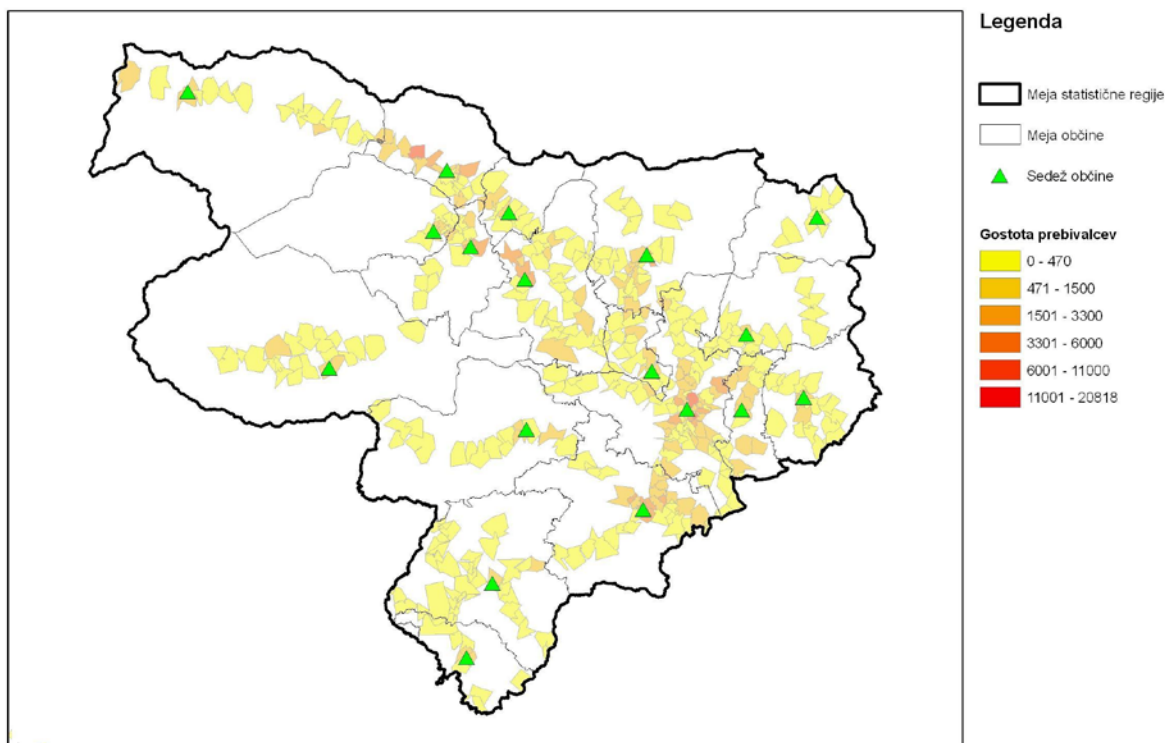 Legenda
Meja statistične regije
Meja občine
Sedež občine
Gostota prebivalcev
0 - 470
471 - 1500
1501 - 3300
3301 - 6000
6001 - 11000
11001 - 20818